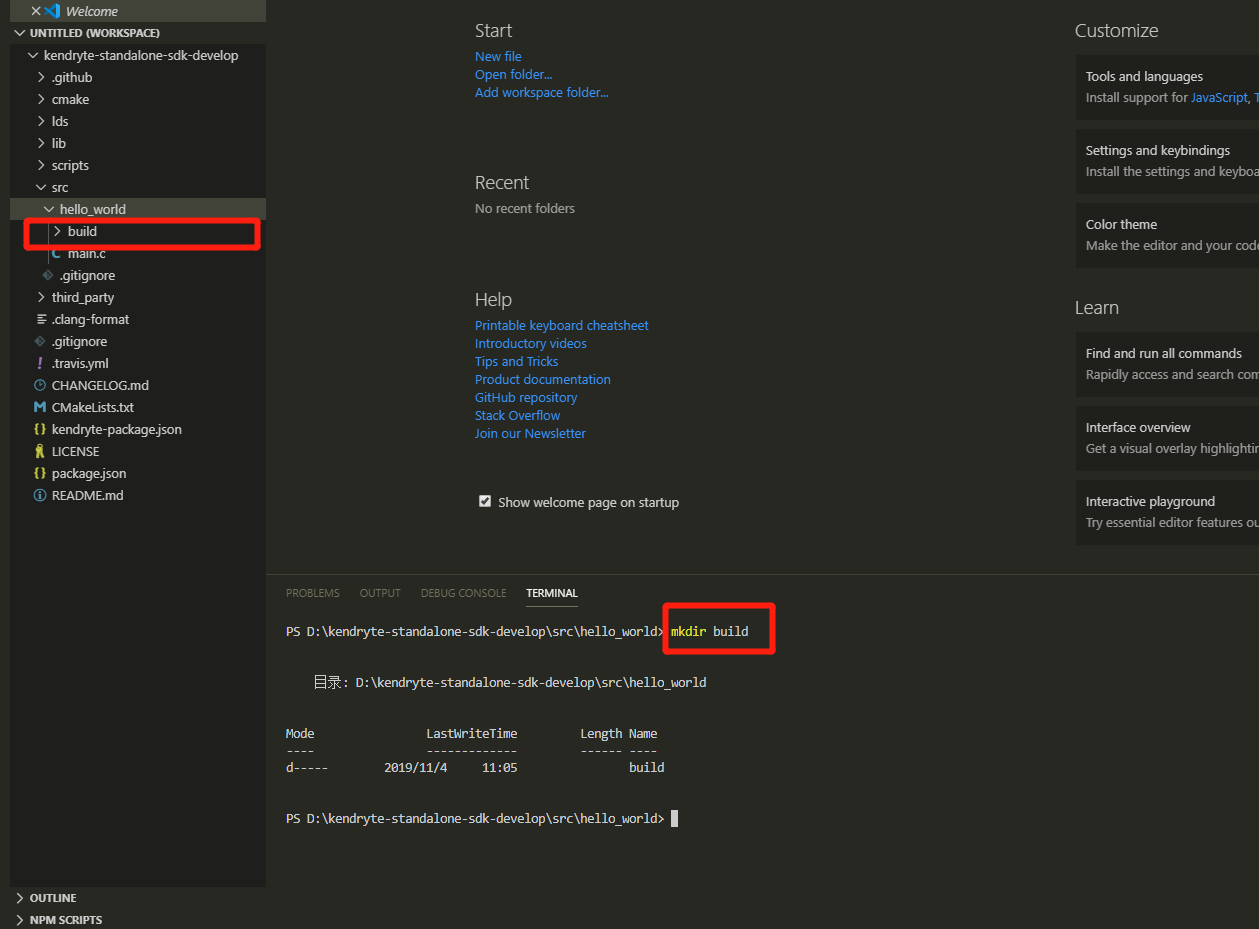 Welcome
UNTITLED (WORKSPACE)
kendryte-standalone-sdk-develop
.github
cmake
lds
lib
scripts
src
hello_world
build
main.c
.gitignore
third_party
.clang-format
.gitignore
.travis.yml
CHANGELOG.md
CMakeLists.txt
kendryte-package.json
LICENSE
package.json
README.md
OUTLINE
NPM SCRIPTS
Start
New file
Open folder...
Add workspace folder...
Recent
No recent folders
Help
Printable keyboard cheatsheet
Introductory videos
Tips and Tricks
Product documentation
GitHub repository
Stack Overflow
Join our Newsletter
Show welcome page on startup
Customize
Tools and languages
Install support for JavaScript,
Settings and keybindings
Install the settings and
Color theme
Make the editor and your
Learn
Find and run all commands
Rapidly access and search
Interface overview
Get a visual overlay
Interactive playground
Try essential editor features
PROBLEMS OUTPUT DEBUG CONSOLE TERMINAL
PS D:\kendryte-standalone-sdk-develop\src\hello_world> mkdir build
目录: D:\kendryte-standalone-sdk-develop\src\hello_world
Mode LastWriteTime Length Name
---- ------------- ------ ----
d----- 2019/11/4 11:05 build
PS D:\kendryte-standalone-sdk-develop\src\hello_world>